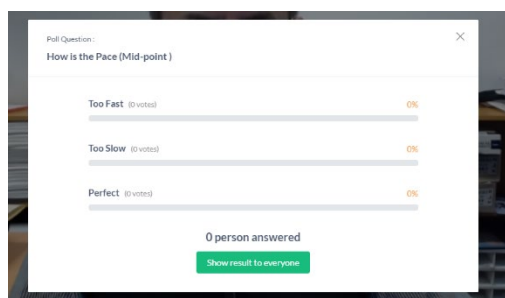 Poll Question :
How is the Pace (Mid-point )
Too Fast (0 votes) 0%
Too Slow (0 votes) 0%
Perfect (0 votes) 0%
0 person answered
Show result to everyone